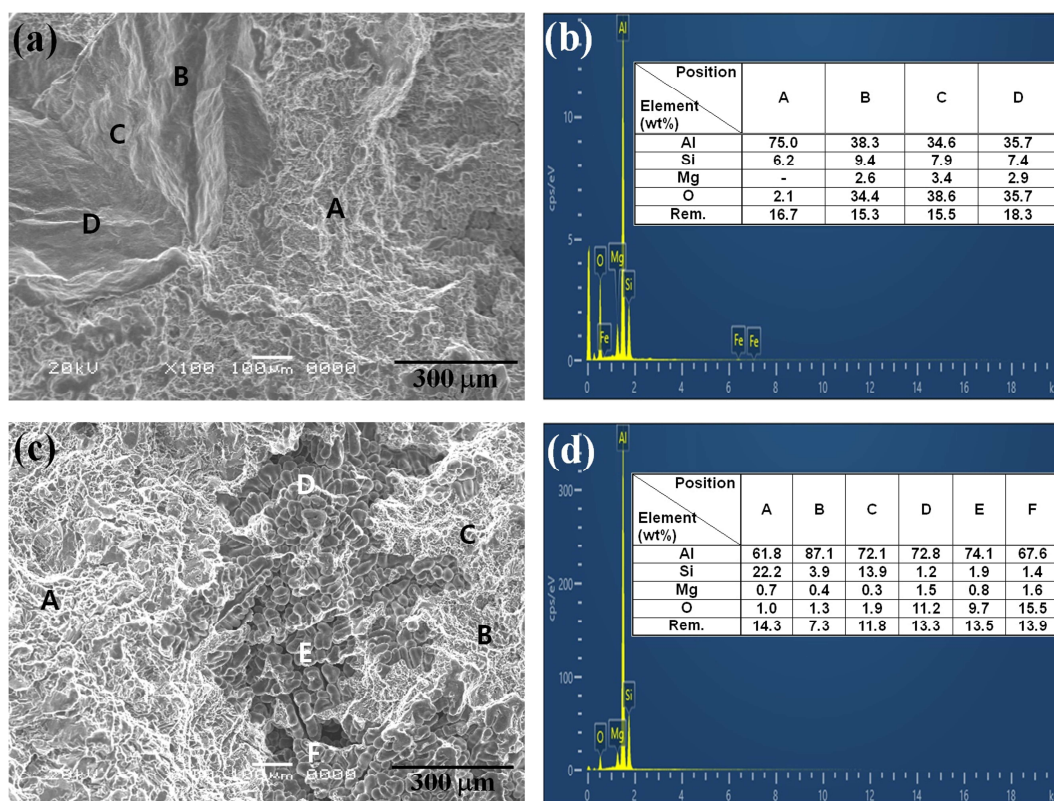 (a)
B
C
A
D
20kV X100 100μm 0000
300 μm
(b)
Al
cps/eV
10
5
0
O
Mg
Si
Fe
Fe
Fe
0 2 4 6 8 10 12 14 16 18 k
Position
Element
(wt%)
A B C D
Al 75.0 38.3 34.6 35.7
Si 6.2 9.4 7.9 7.4
Mg - 2.6 3.4 2.9
O 2.1 34.4 38.6 35.7
Rem. 16.7 15.3 15.5 18.3
(c)
D
C
A
B
E
F
20kV 100μm 0000
300 μm
(d)
Al
cps/eV
300
200
100
0
O
Mg
Si
0 2 4 6 8 10 12 14 16 18 k
Position
Element
(wt%)
A B C D E F
Al 61.8 87.1 72.1 72.8 74.1 67.6
Si 22.2 3.9 13.9 1.2 1.9 1.4
Mg 0.7 0.4 0.3 1.5 0.8 1.6
O 1.0 1.3 1.9 11.2 9.7 15.5
Rem. 14.3 7.3 11.8 13.3 13.5 13.9